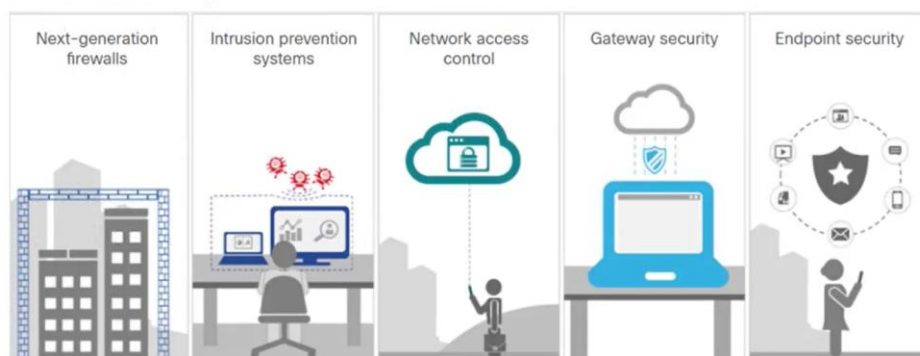 Next-generation
firewalls
Intrusion prevention
systems
Network access
control
Gateway security
Endpoint security